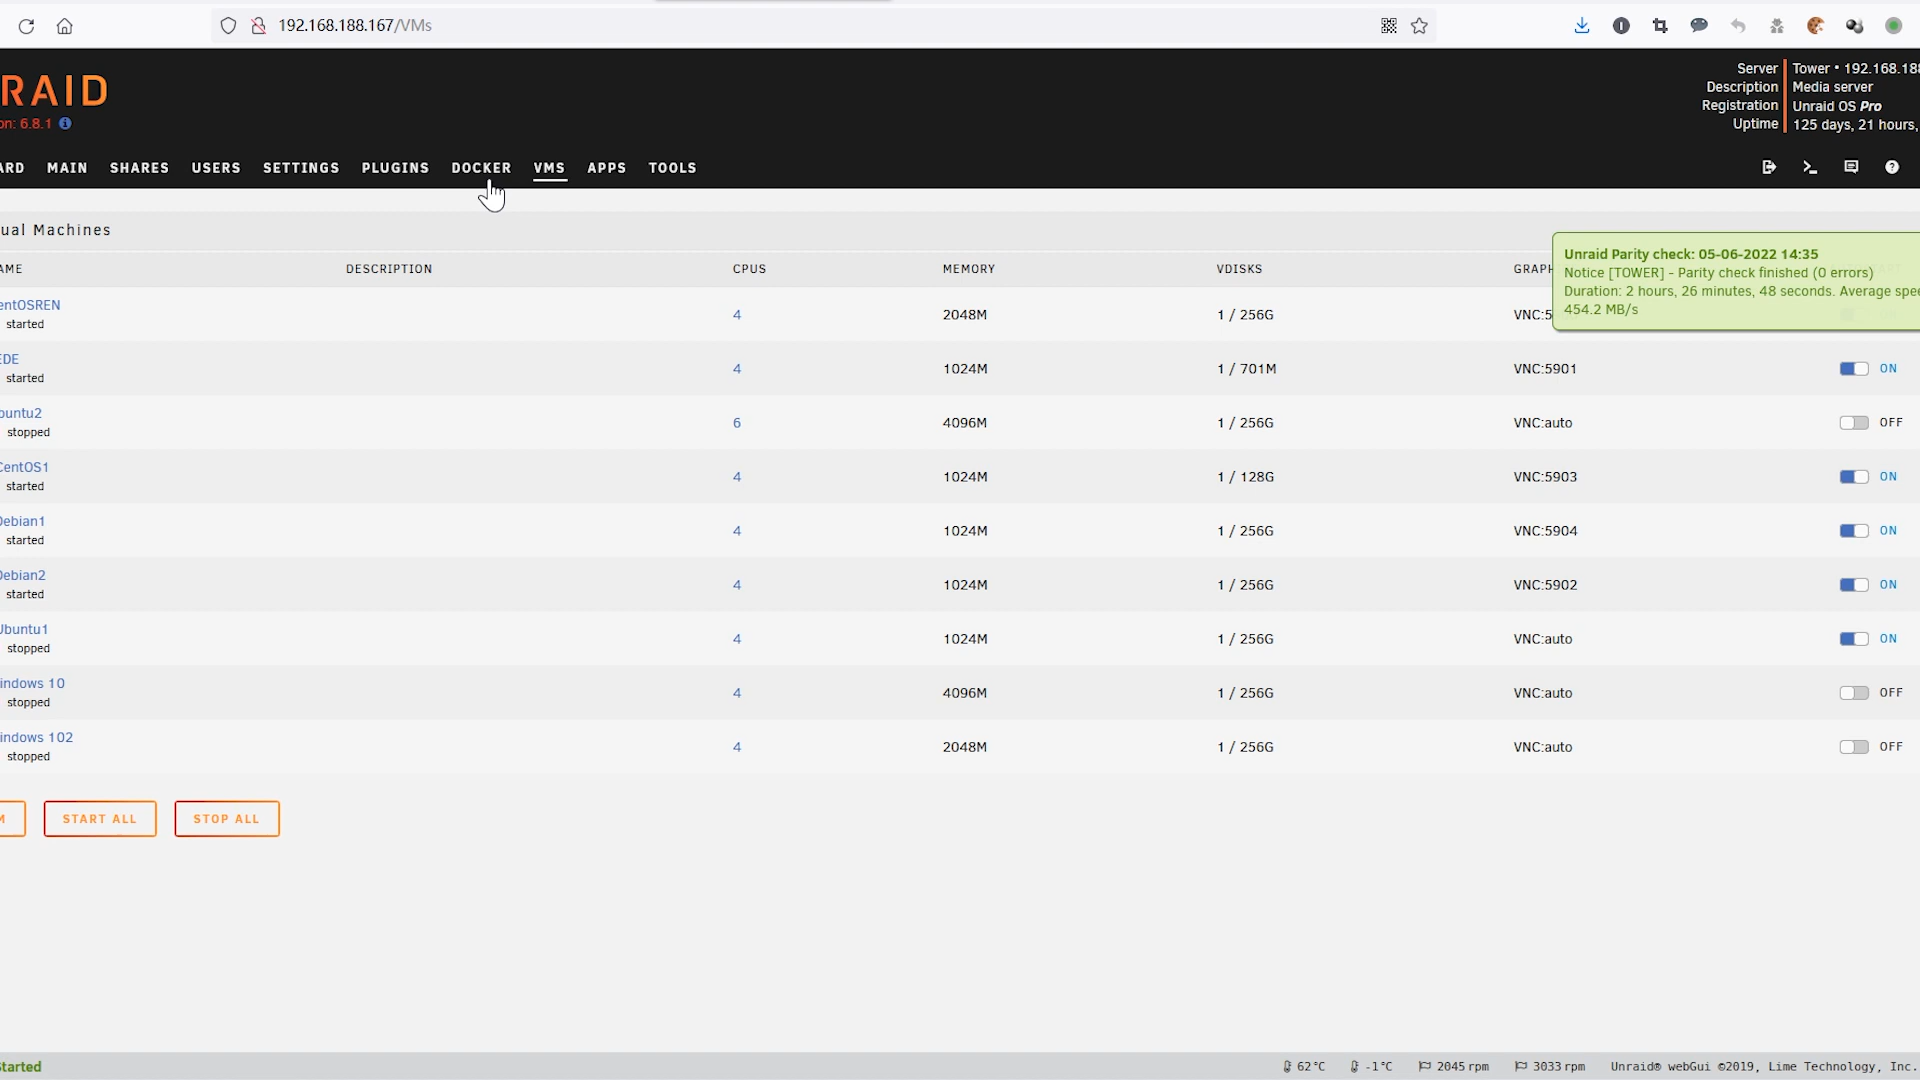 192.168.188.167/VMs
RAID
on: 6.8.1
Server Tower • 192.168.188
Description Media server
Registration Unraid OS Pro
Uptime 125 days, 21 hours,
ARD MAIN SHARES USERS SETTINGS PLUGINS DOCKER VMS APPS TOOLS
ual Machines
AME DESCRIPTION CPUS MEMORY VDISKS GRAPH
Unraid Parity check: 05-06-2022 14:35
Notice [TOWER] - Parity check finished (0 errors)
Duration: 2 hours, 26 minutes, 48 seconds. Average spee
454.2 MB/s
entOSREN
started
4 2048M 1 / 256G VNC:5
EDE
started
4 1024M 1 / 701M VNC:5901 ON
buntu2
stopped
6 4096M 1 / 256G VNC:auto OFF
CentOS1
started
4 1024M 1 / 128G VNC:5903 ON
Debian1
started
4 1024M 1 / 256G VNC:5904 ON
Debian2
started
4 1024M 1 / 256G VNC:5902 ON
Ubuntu1
stopped
4 1024M 1 / 256G VNC:auto ON
indows 10
stopped
4 4096M 1 / 256G VNC:auto OFF
indows 102
stopped
4 2048M 1 / 256G VNC:auto OFF
M START ALL STOP ALL
Started 62°C -1°C 2045 rpm 3033 rpm Unraid® webGui ©2019, Lime Technology, Inc.